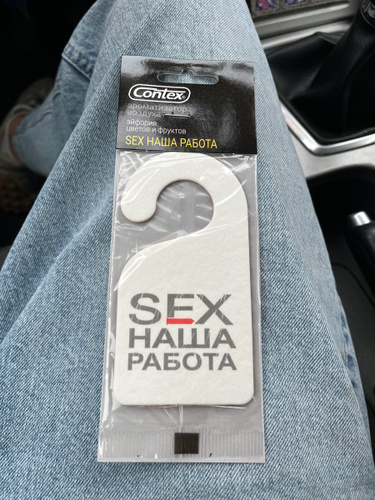 Contex®
ароматизатор
воздуха
эйфория
цветов и фруктов
SEX НАША РАБОТА
SEX
НАША
РАБОТА